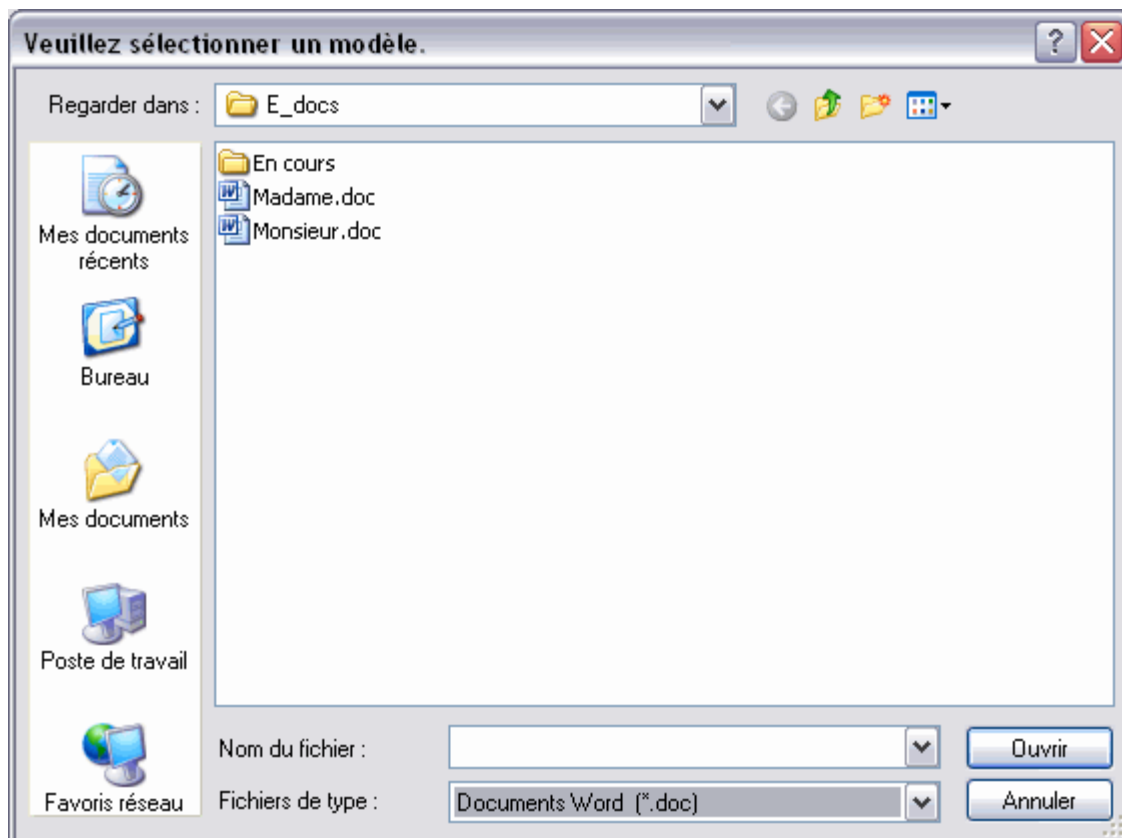 Veuillez sélectionner un modèle.
Regarder dans :
E_docs
Mes documents
récents
Bureau
Mes documents
Poste de travail
Favoris réseau
En cours
Madame.doc
Monsieur.doc
Nom du fichier :
Ouvrir
Fichiers de type :
Documents Word (*.doc)
Annuler